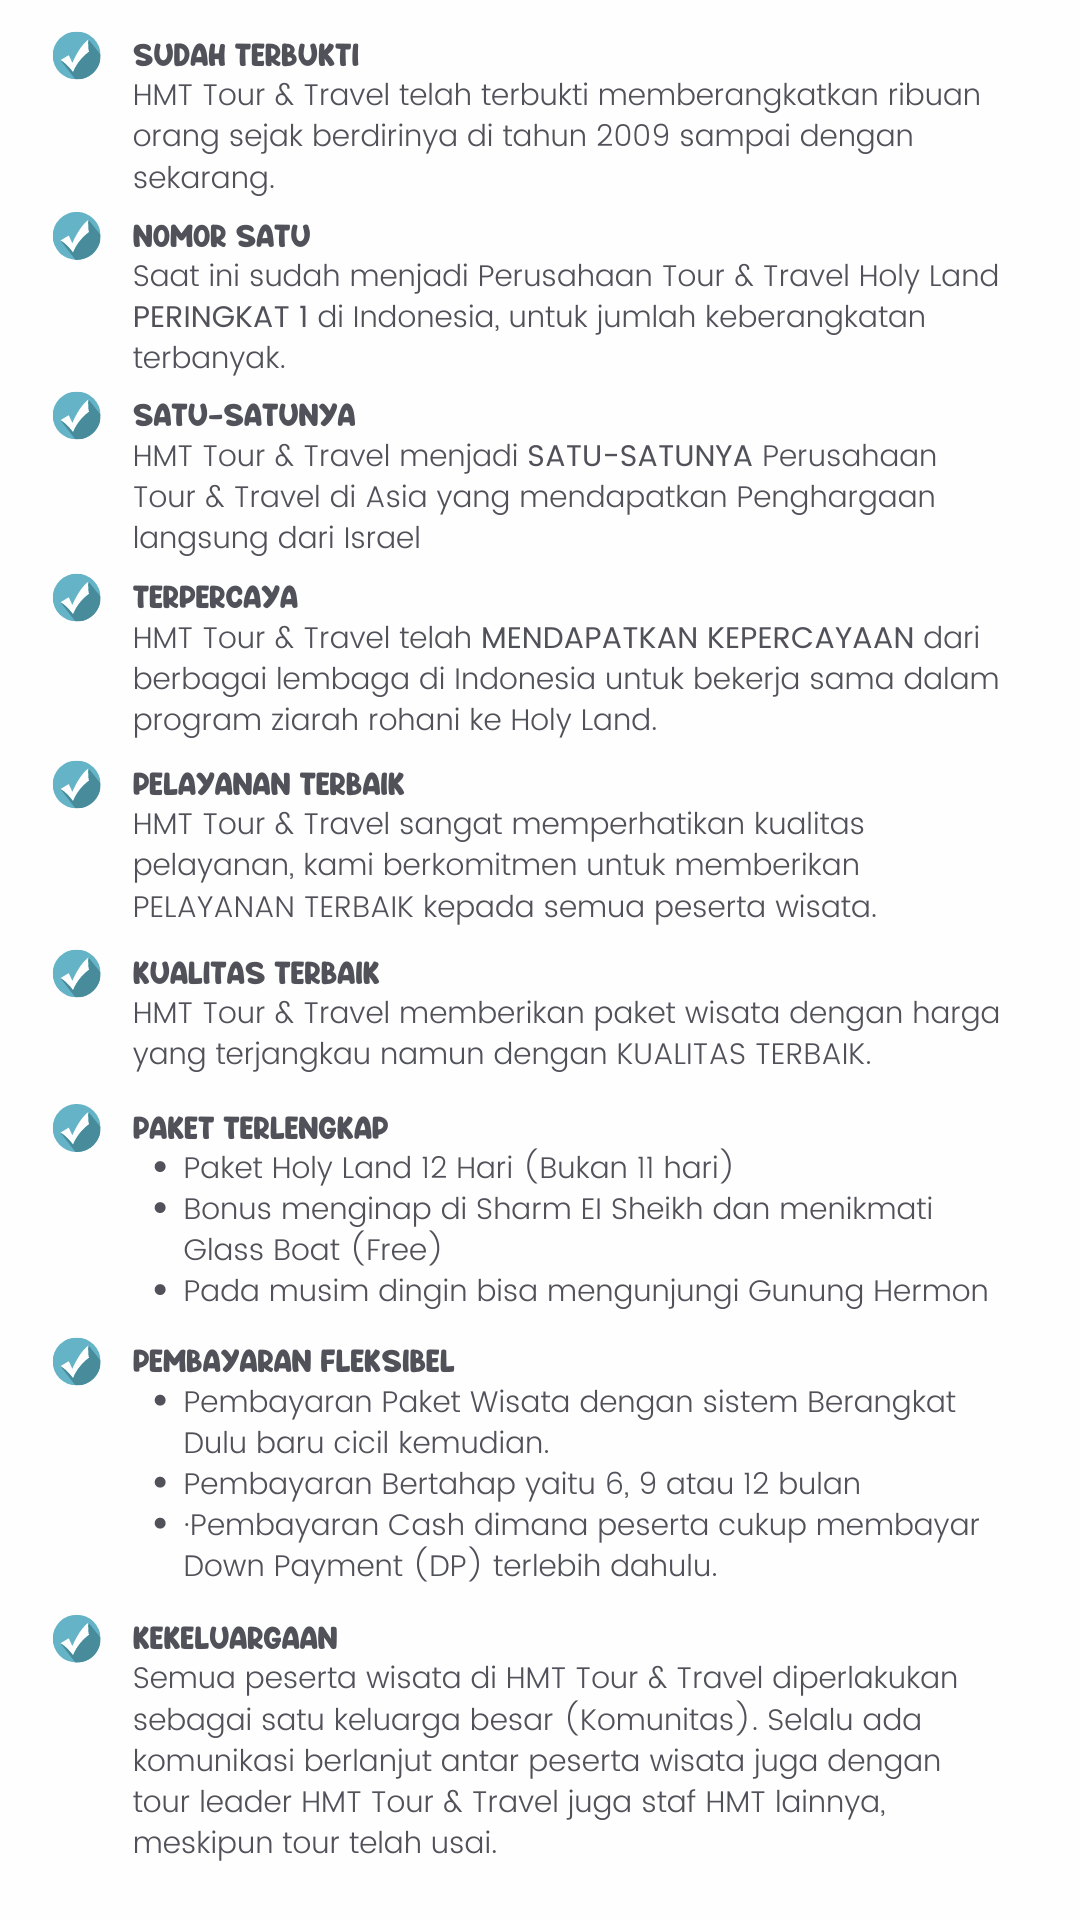 SUDAH TERBUKTI
HMT Tour & Travel telah terbukti memberangkatkan ribuan
orang sejak berdirinya di tahun 2009 sampai dengan
sekarang.
NOMOR SATU
Saat ini sudah menjadi Perusahaan Tour & Travel Holy Land
PERINGKAT 1 di Indonesia, untuk jumlah keberangkatan
terbanyak.
SATU-SATUNYA
HMT Tour & Travel menjadi SATU-SATUNYA Perusahaan
Tour & Travel di Asia yang mendapatkan Penghargaan
langsung dari Israel
TERPERCAYA
HMT Tour & Travel telah MENDAPATKAN KEPERCAYAAN dari
berbagai lembaga di Indonesia untuk bekerja sama dalam
program ziarah rohani ke Holy Land.
PELAYANAN TERBAIK
HMT Tour & Travel sangat memperhatikan kualitas
pelayanan, kami berkomitmen untuk memberikan
PELAYANAN TERBAIK kepada semua peserta wisata.
KUALITAS TERBAIK
HMT Tour & Travel memberikan paket wisata dengan harga
yang terjangkau namun dengan KUALITAS TERBAIK.
PAKET TERLENGKAP
• Paket Holy Land 12 Hari (Bukan 11 hari)
• Bonus menginap di Sharm El Sheikh dan menikmati
Glass Boat (Free)
• Pada musim dingin bisa mengunjungi Gunung Hermon
PEMBAYARAN FLEKSIBEL
• Pembayaran Paket Wisata dengan sistem Berangkat
Dulu baru cicil kemudian.
• Pembayaran Bertahap yaitu 6, 9 atau 12 bulan
• ·Pembayaran Cash dimana peserta cukup membayar
Down Payment (DP) terlebih dahulu.
KEKELUARGAAN
Semua peserta wisata di HMT Tour & Travel diperlakukan
sebagai satu keluarga besar (Komunitas). Selalu ada
komunikasi berlanjut antar peserta wisata juga dengan
tour leader HMT Tour & Travel juga staf HMT lainnya,
meskipun tour telah usai.